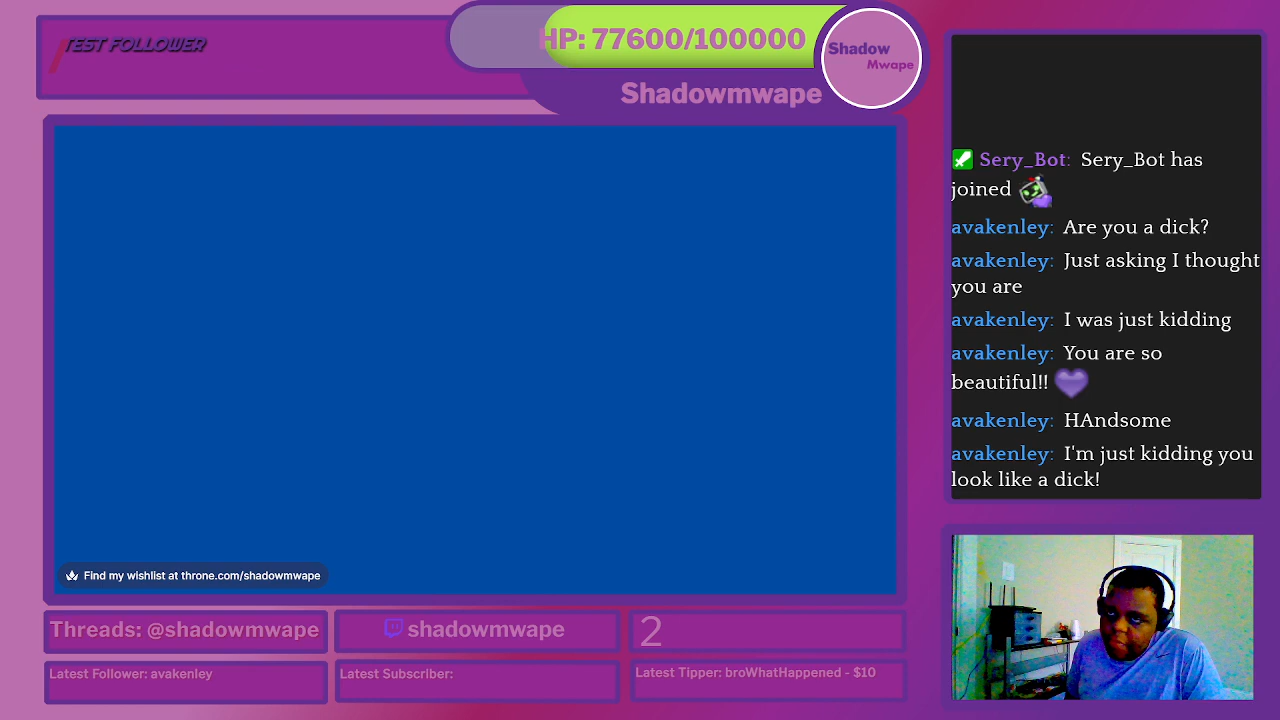 TEST FOLLOWER
HP: 77600/100000
Shadow
Mwape
Shadowmwape
Sery_Bot: Sery_Bot has
joined
avakenley: Are you a dick?
avakenley: Just asking I thought
you are
avakenley: I was just kidding
avakenley: You are so
beautiful!!
avakenley: HAndsome
avakenley: I'm just kidding you
look like a dick!
Find my wishlist at throne.com/shadowmwape
Threads: @shadowmwape
shadowmwape
2
Latest Follower: avakenley
Latest Subscriber:
Latest Tipper: broWhatHappened - $10